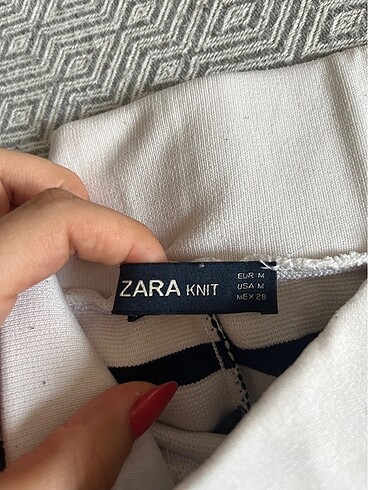 ZARA KNIT
EUR M
USA M
MEX 28